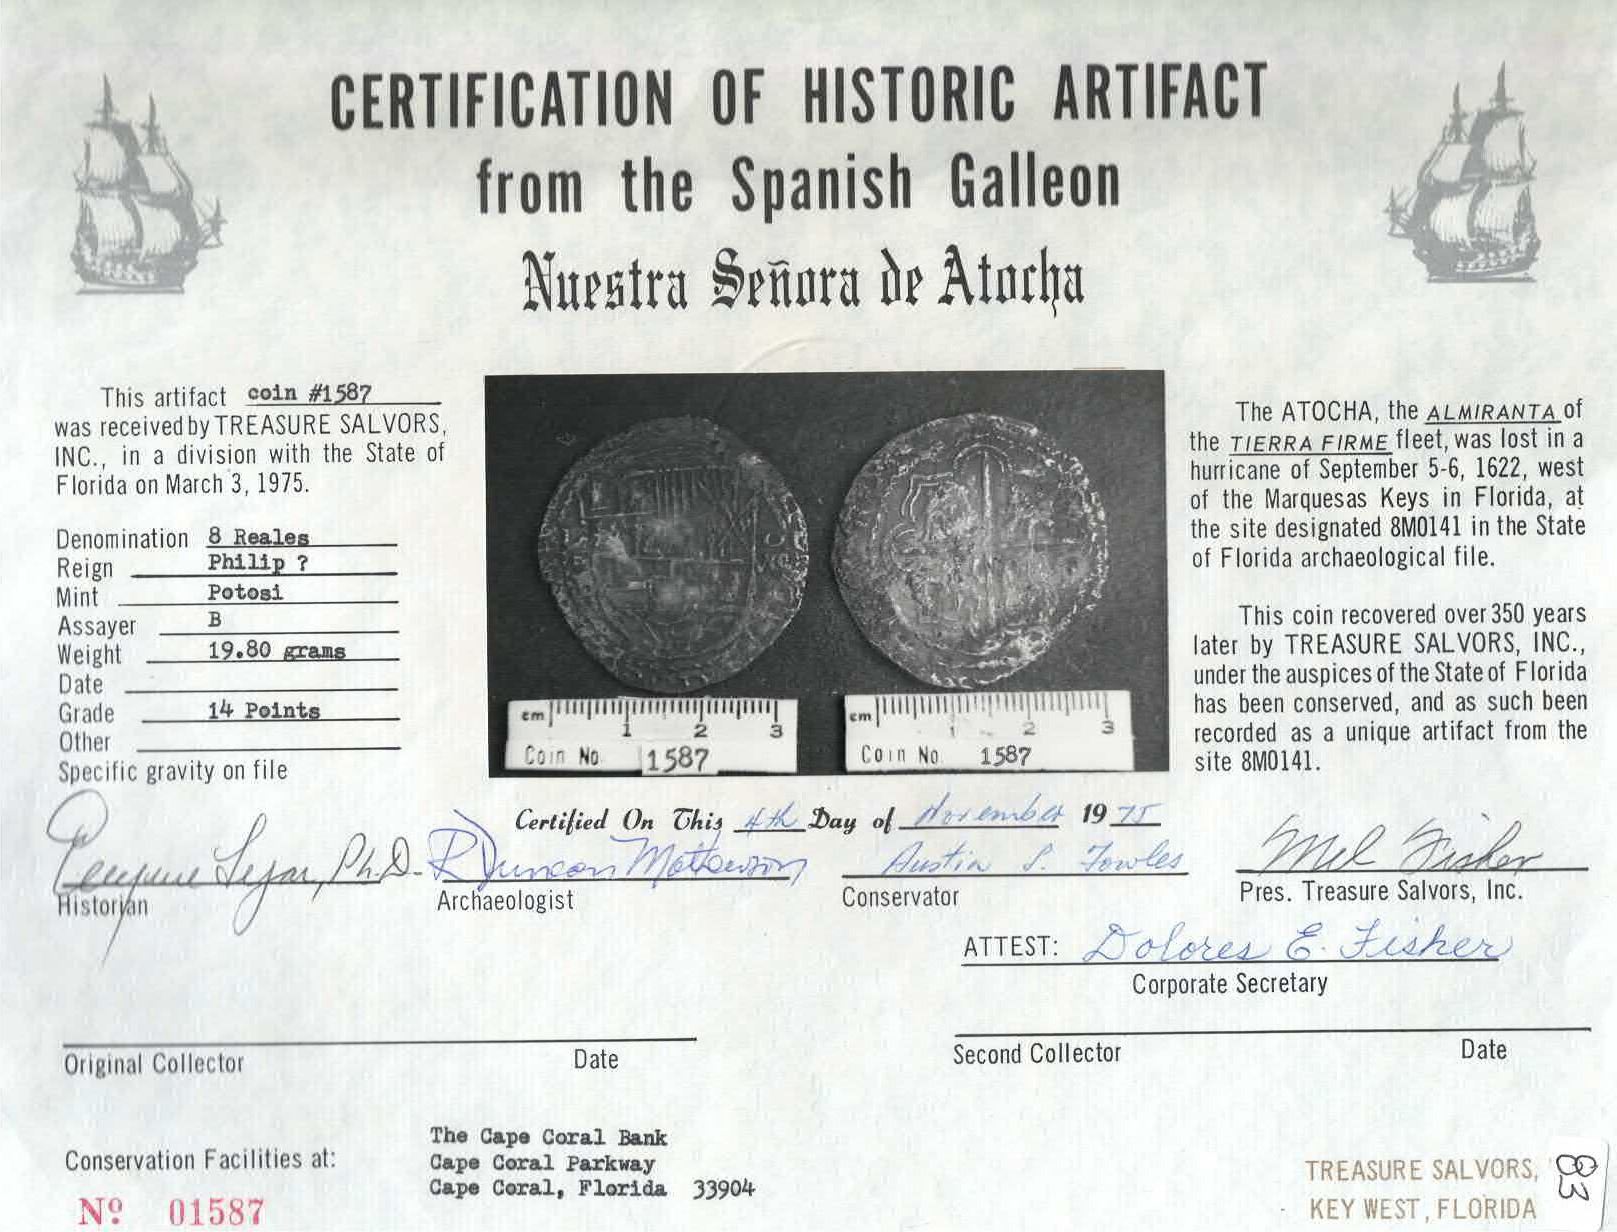 CERTIFICATION OF HISTORIC ARTIFACT
from the Spanish Galleon
Nuestra Señora de Atocha
This artifact coin #1587
was received by TREASURE SALVORS,
INC., in a division with the State of
Florida on March 3, 1975.
Denomination 8 Reales
Reign Philip ?
Mint Potosi
Assayer B
Weight 19.80 grams
Date
Grade 14 Points
Other
Specific gravity on file
cm 1 2 3
Coin No. 1587
cm 1 2 3
Coin No. 1587
The ATOCHA, the ALMIRANTA of
the TIERRA FIRME fleet, was lost in a
hurricane of September 5-6, 1622, west
of the Marquesas Keys in Florida, at
the site designated 8M0141 in the State
of Florida archaeological file.
This coin recovered over 350 years
later by TREASURE SALVORS, INC.,
under the auspices of the State of Florida
has been conserved, and as such been
recorded as a unique artifact from the
site 8M0141.
Certified On This 4th Day of November 1975
Eugene Lyon, Ph.D.
Historian
R Duncan Mathewson
Archaeologist
Austin L. Fowles
Conservator
Mel Fisher
Pres. Treasure Salvors, Inc.
ATTEST: Dolores E. Fisher
Corporate Secretary
Original Collector Date
Second Collector Date
Conservation Facilities at:
The Cape Coral Bank
Cape Coral Parkway
Cape Coral, Florida 33904
Nº 01587
TREASURE SALVORS,
KEY WEST, FLORIDA
83